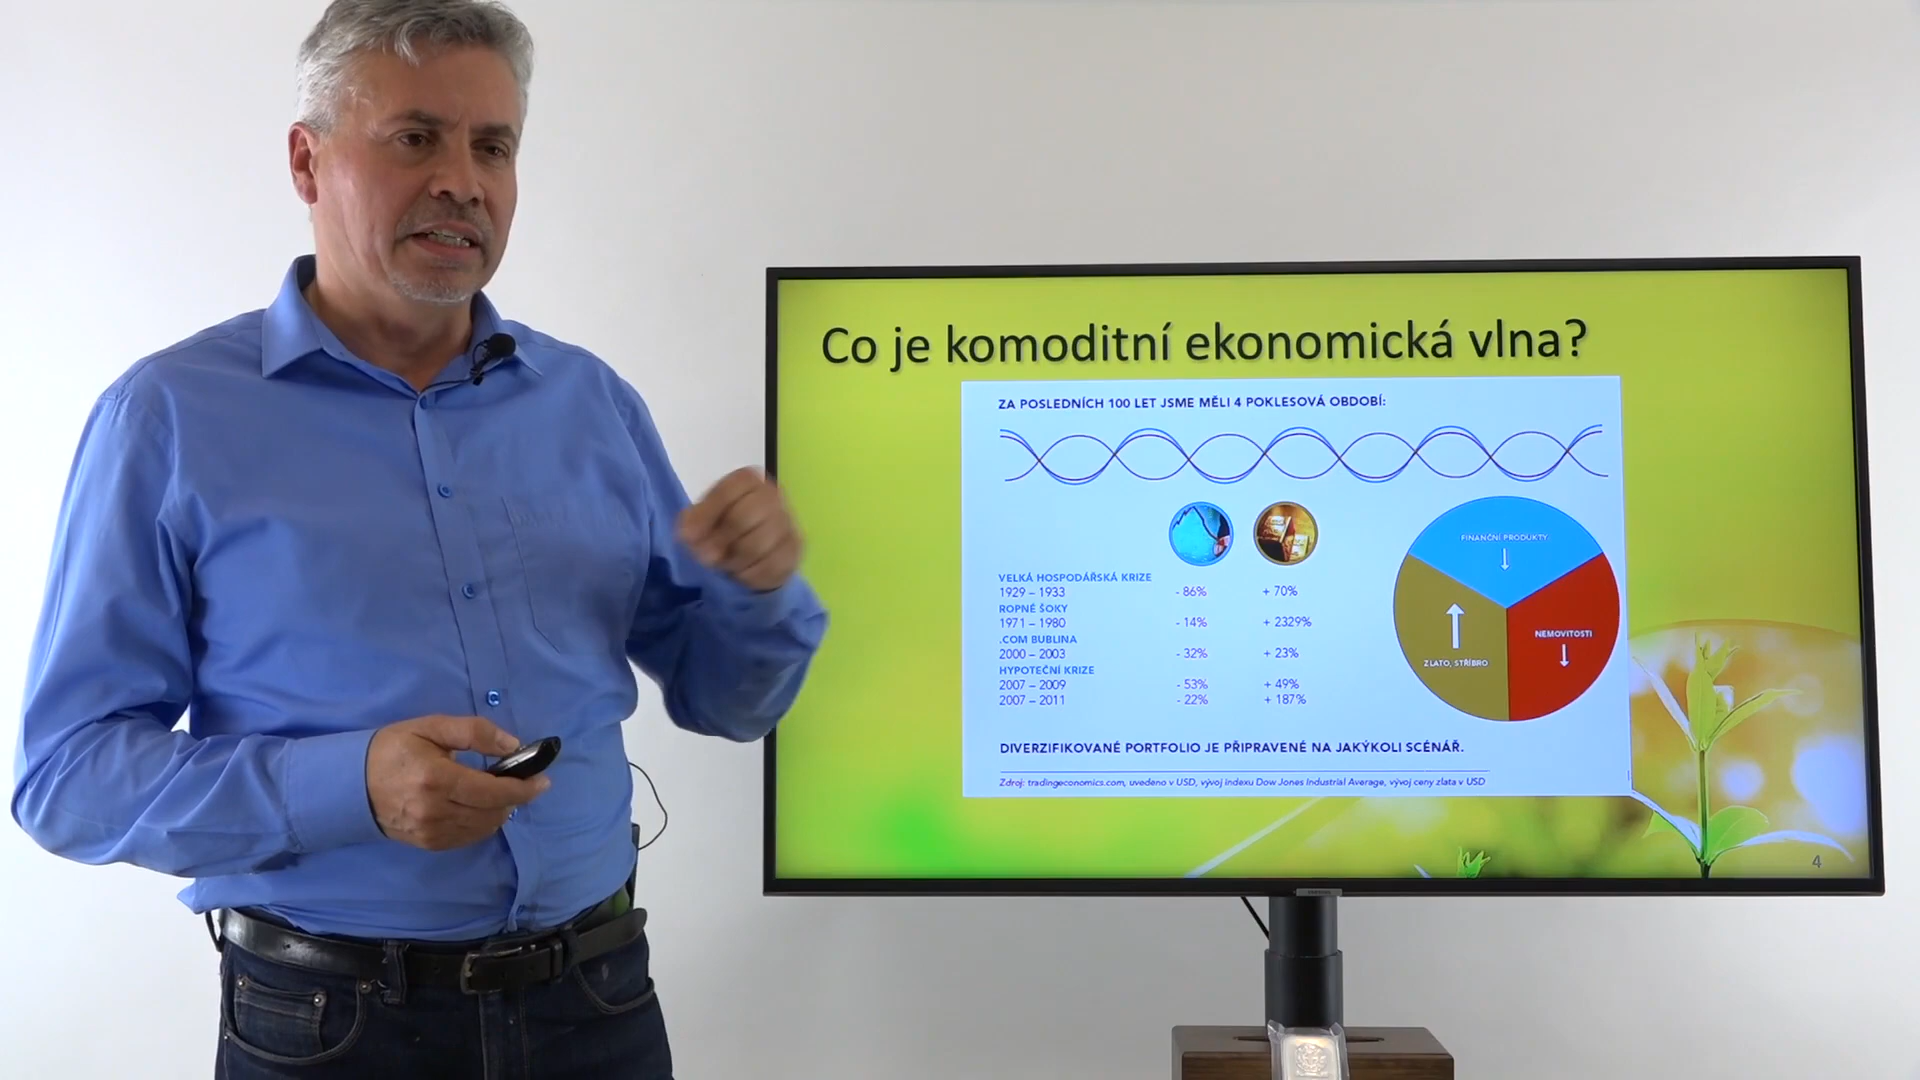 Co je komoditní ekonomická vlna?
ZA POSLEDNÍCH 100 LET JSME MĚLI 4 POKLESOVÁ OBDOBÍ:
VELKÁ HOSPODÁŘSKÁ KRIZE
1929 – 1933 - 86% + 70%
ROPNÉ ŠOKY
1971 – 1980 - 14% + 2329%
.COM BUBLINA
2000 – 2003 - 32% + 23%
HYPOTEČNÍ KRIZE
2007 – 2009 - 53% + 49%
2007 – 2011 - 22% + 187%
FINANČNÍ PRODUKTY
NEMOVITOSTI
ZLATO, STŘÍBRO
DIVERZIFIKOVANÉ PORTFOLIO JE PŘIPRAVENÉ NA JAKÝKOLI SCÉNÁŘ.
Zdroj: tradingeconomics.com, uvedeno v USD, vývoj indexu Dow Jones Industrial Average, vývoj ceny zlata v USD
4